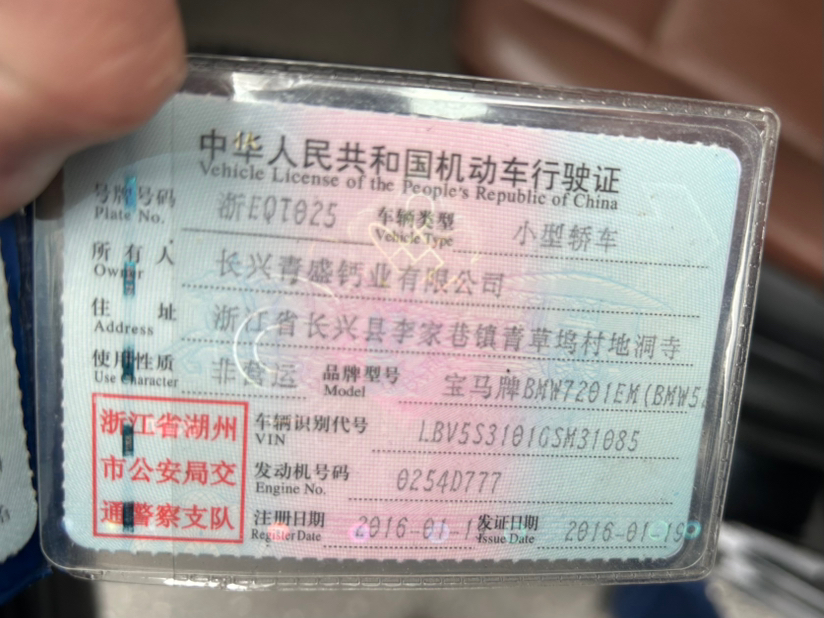 中华人民共和国机动车行驶证
Vehicle License of the People's Republic of China
号牌号码 浙EQT025 车辆类型 小型轿车
Plate No. Vehicle Type
所有人 长兴青盛钙业有限公司
Owner
住址 浙江省长兴县李家巷镇青草坞村地洞寺
Address
使用性质 非营运 品牌型号 宝马牌BMW7201EM(BMW5
Use Character Model
浙江省湖州
市公安局交
通警察支队
车辆识别代号 LBV5S3101GSM31085
VIN
发动机号码 0254D777
Engine No.
注册日期 2016-01-1 发证日期 2016-01-19
Register Date Issue Date